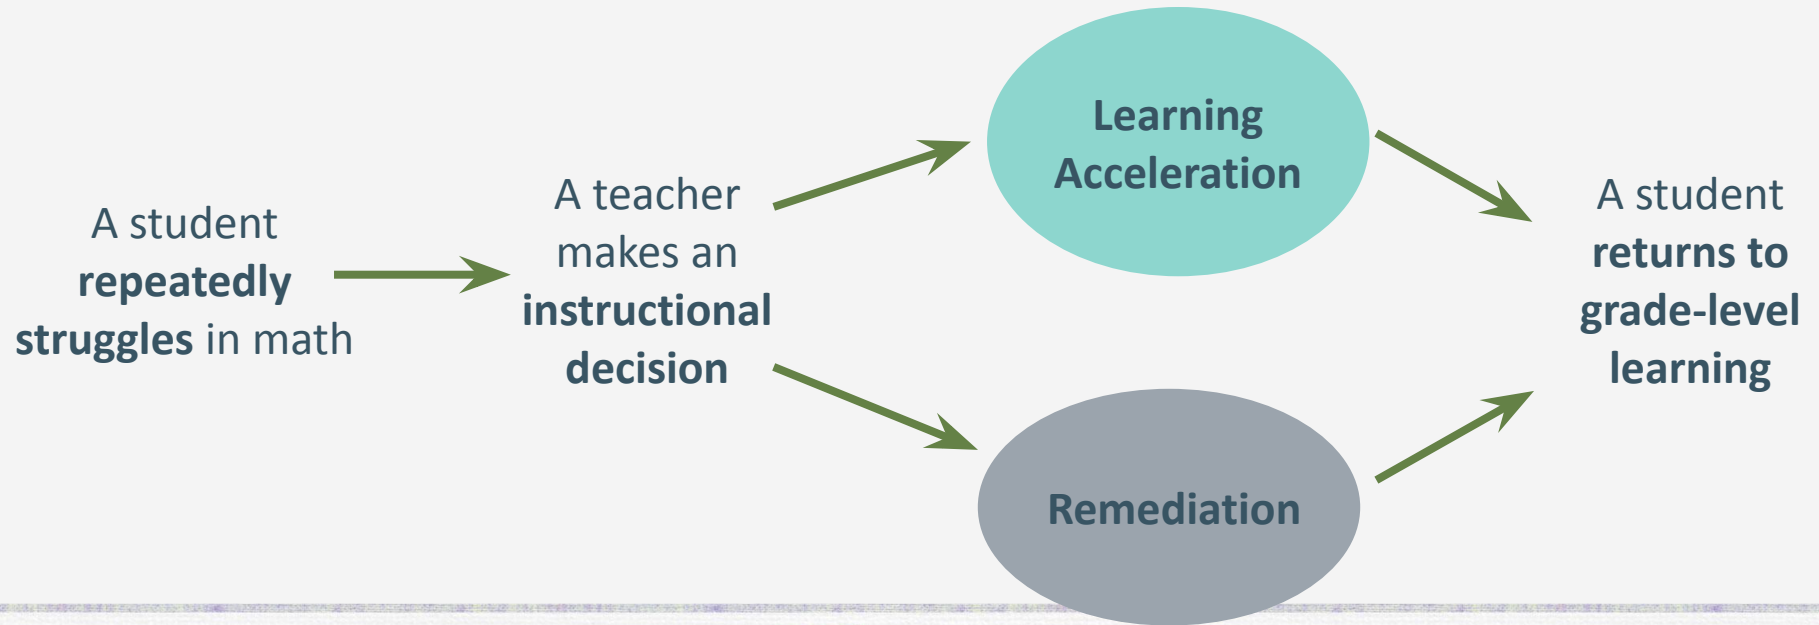 A student
repeatedly
struggles in math
A teacher
makes an
instructional
decision
Learning
Acceleration
Remediation
A student
returns to
grade-level
learning